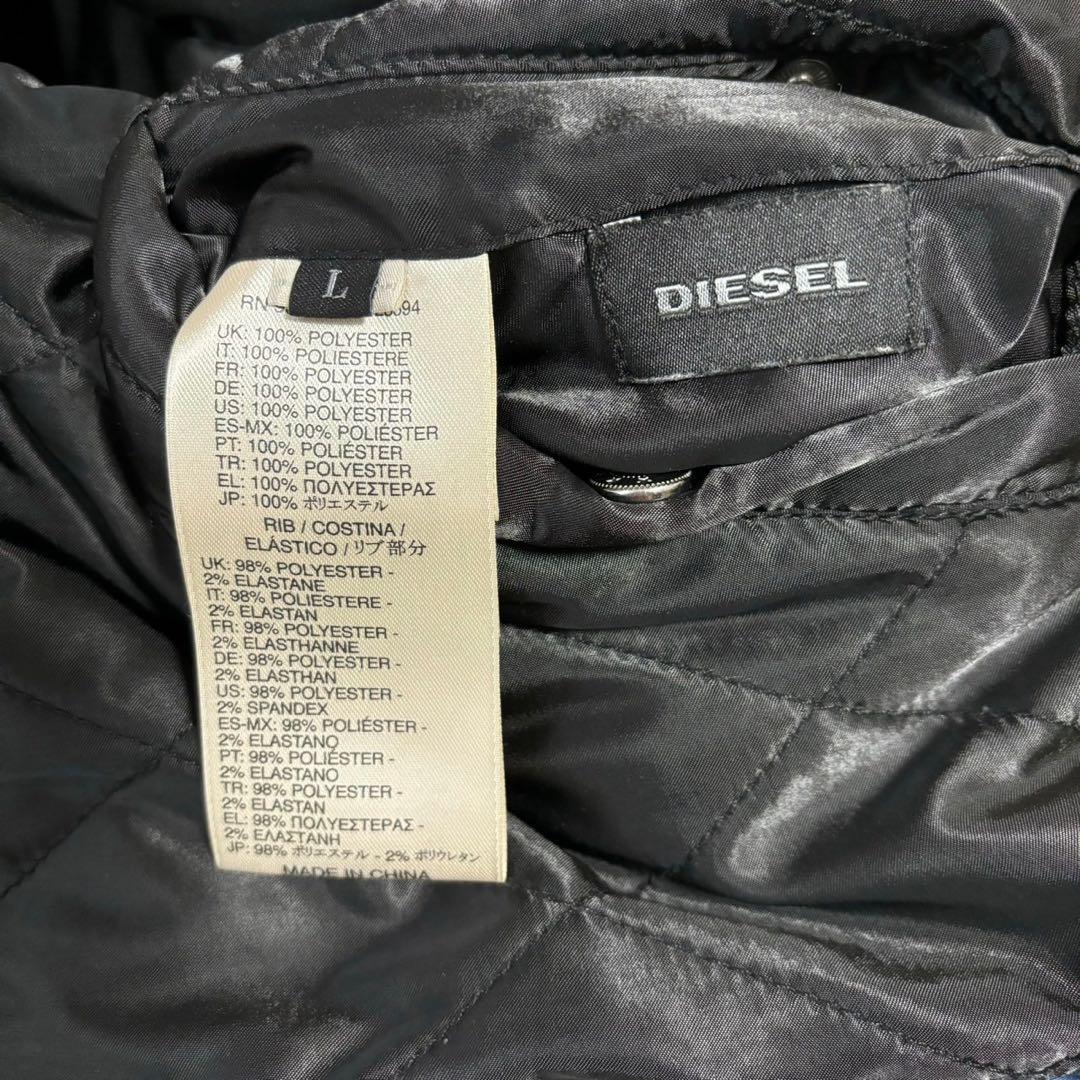 L
RN
UK: 100% POLYESTER
IT: 100% POLIESTERE
FR: 100% POLYESTER
DE: 100% POLYESTER
US: 100% POLYESTER
ES-MX: 100% POLIÉSTER
PT: 100% POLIÉSTER
TR: 100% POLYESTER
EL: 100% ΠΟΛΥΕΣΤΕΡΑΣ
JP: 100% ポリエステル
RIB / COSTINA /
ELÁSTICO / リブ部分
UK: 98% POLYESTER -
2% ELASTANE
IT: 98% POLIESTERE -
2% ELASTAN
FR: 98% POLYESTER -
2% ELASTHANNE
DE: 98% POLYESTER -
2% ELASTHAN
US: 98% POLYESTER -
2% SPANDEX
ES-MX: 98% POLIÉSTER -
2% ELASTANO
PT: 98% POLIÉSTER -
2% ELASTANO
TR: 98% POLYESTER -
2% ELASTAN
EL: 98% ΠΟΛΥΕΣΤΕΡΑΣ -
2% ΕΛΑΣΤΑΝΗ
JP: 98% ポリエステル - 2% ポリウレタン
MADE IN CHINA
DIESEL